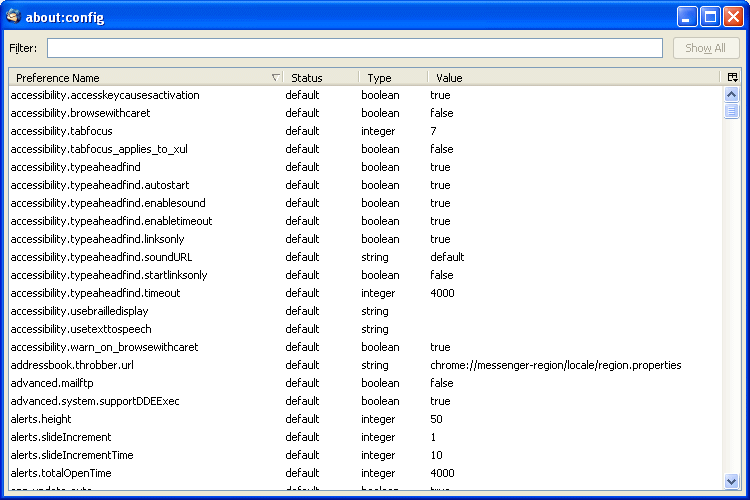 about:config
Filter: Show All
Preference Name Status Type Value
accessibility.accesskeycausesactivation default boolean true
accessibility.browsewithcaret default boolean false
accessibility.tabfocus default integer 7
accessibility.tabfocus_applies_to_xul default boolean false
accessibility.typeaheadfind default boolean true
accessibility.typeaheadfind.autostart default boolean true
accessibility.typeaheadfind.enablesound default boolean true
accessibility.typeaheadfind.enabletimeout default boolean true
accessibility.typeaheadfind.linksonly default boolean true
accessibility.typeaheadfind.soundURL default string default
accessibility.typeaheadfind.startlinksonly default boolean false
accessibility.typeaheadfind.timeout default integer 4000
accessibility.usebrailledisplay default string
accessibility.usetexttospeech default string
accessibility.warn_on_browsewithcaret default boolean true
addressbook.throbber.url default string chrome://messenger-region/locale/region.properties
advanced.mailftp default boolean false
advanced.system.supportDDEExec default boolean true
alerts.height default integer 50
alerts.slideIncrement default integer 1
alerts.slideIncrementTime default integer 10
alerts.totalOpenTime default integer 4000